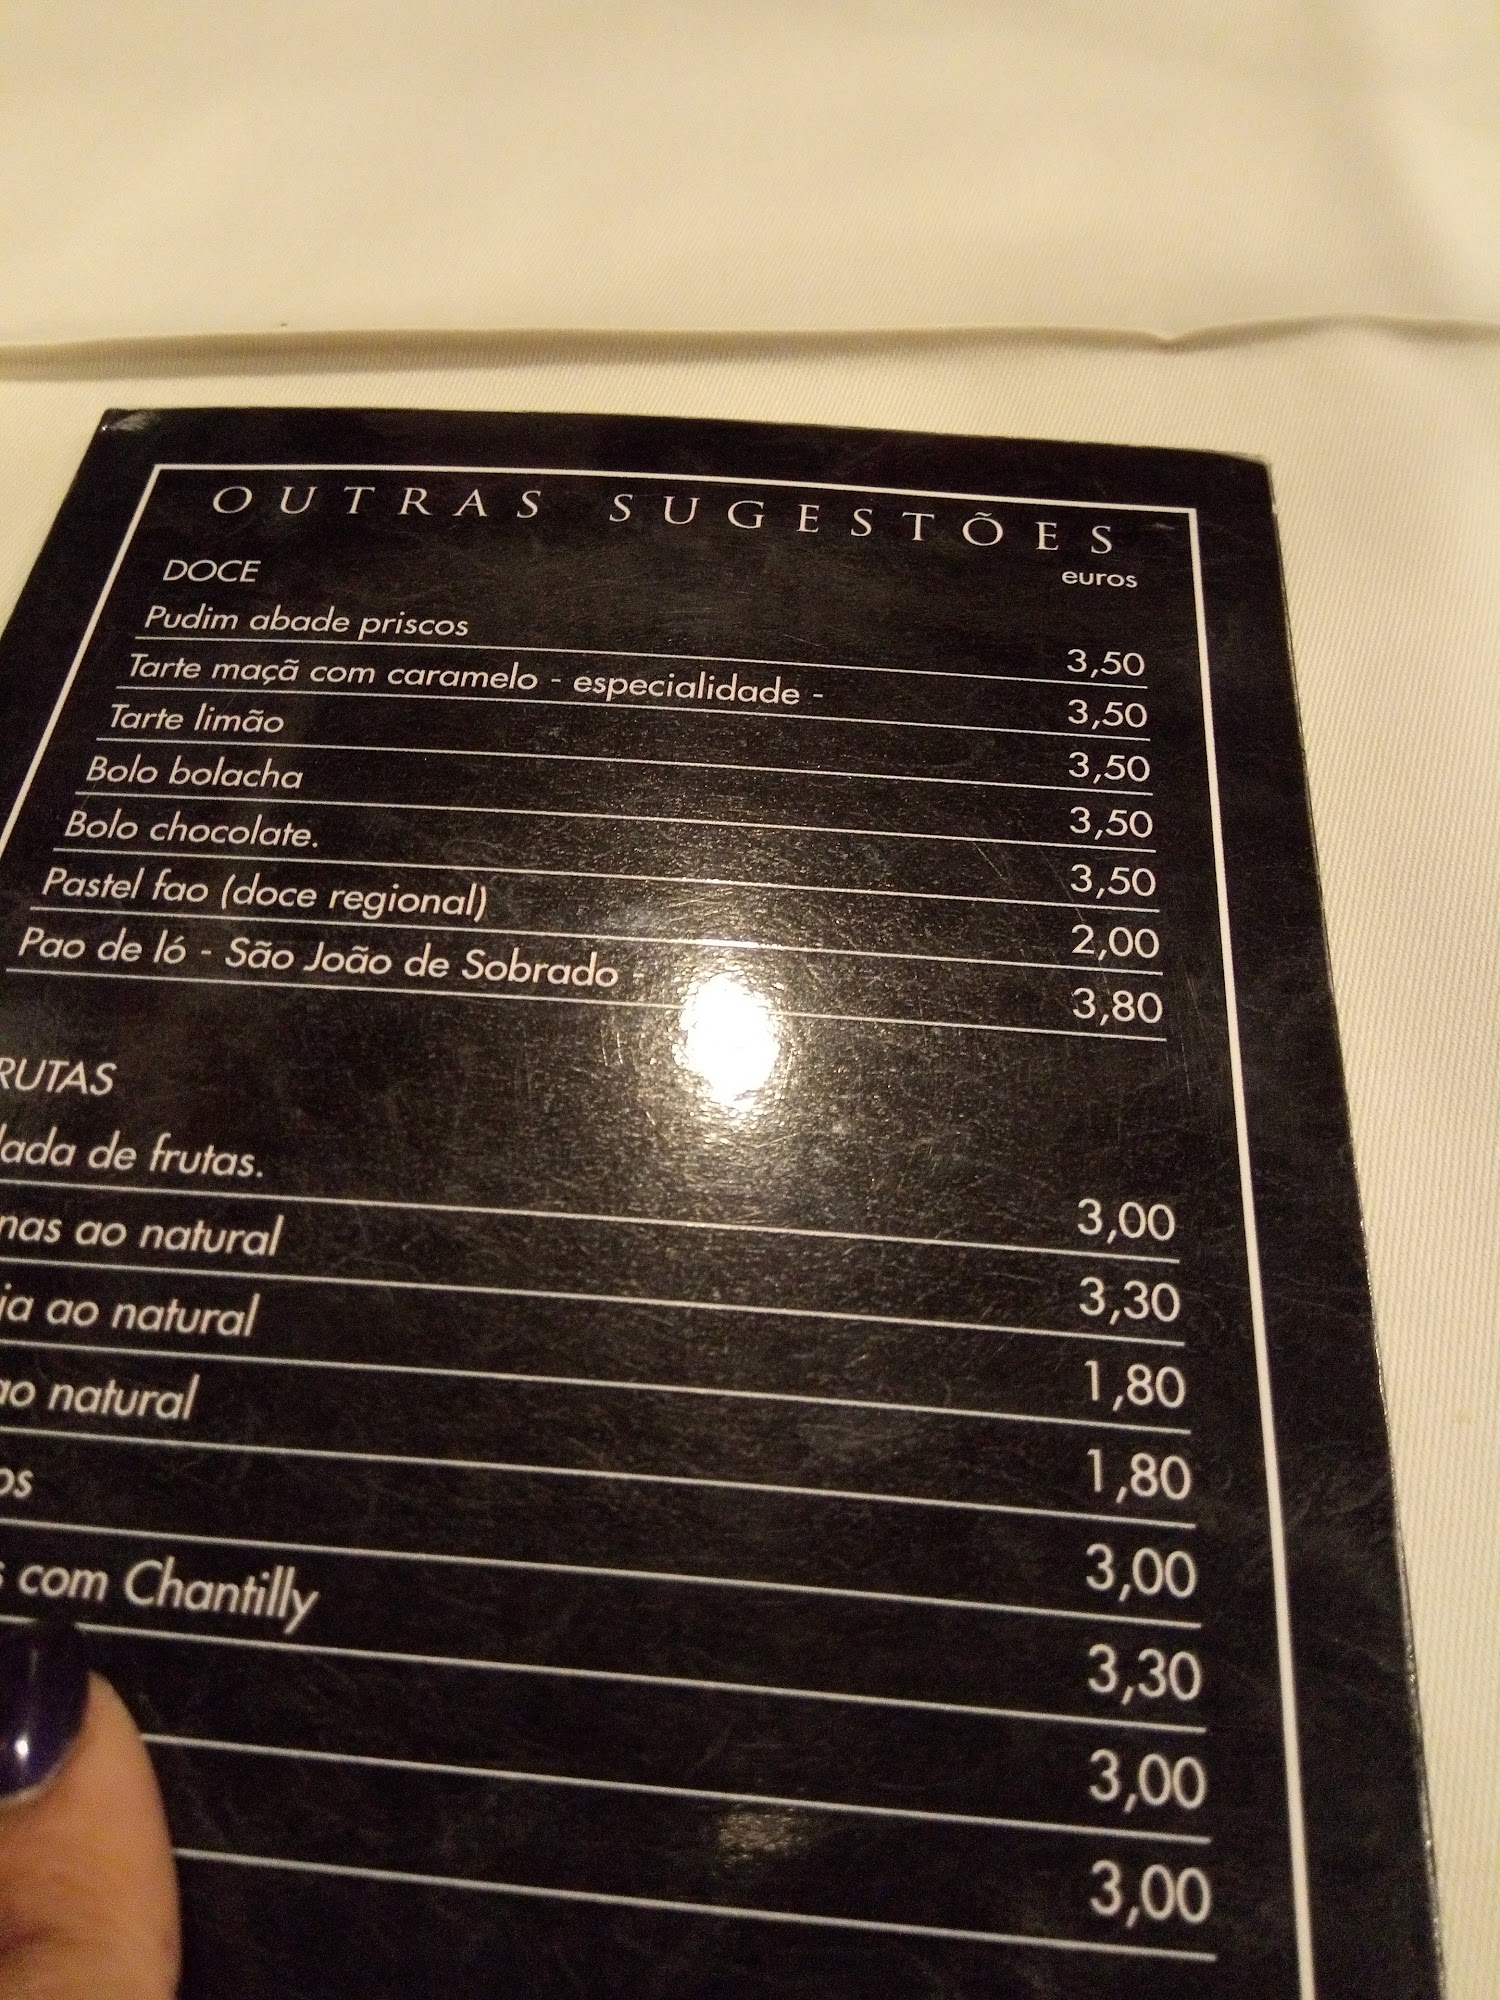 OUTRAS SUGESTÕES
DOCE euros
Pudim abade priscos 3,50
Tarte maçã com caramelo - especialidade - 3,50
Tarte limão 3,50
Bolo bolacha 3,50
Bolo chocolate. 3,50
Pastel fao (doce regional) 2,00
Pao de ló - São João de Sobrado - 3,80
RUTAS
lada de frutas. 3,00
nas ao natural 3,30
ja ao natural 1,80
ao natural 1,80
os 3,00
s com Chantilly 3,30
3,00
3,00